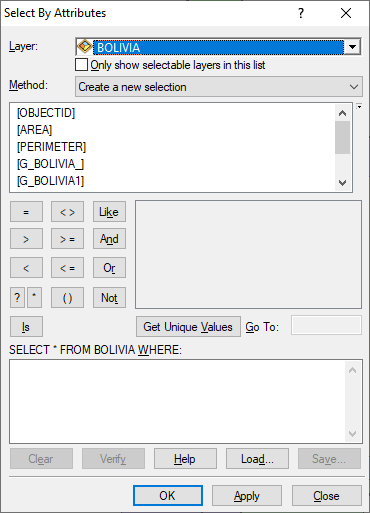 Select By Attributes
Layer: BOLIVIA
Only show selectable layers in this list
Method: Create a new selection
[OBJECTID]
[AREA]
[PERIMETER]
[G_BOLIVIA_]
[G_BOLIVIA1]
= < > Like
> > = And
< < = Or
? * ( ) Not
Is Get Unique Values Go To:
SELECT * FROM BOLIVIA WHERE:
Clear Verify Help Load... Save...
OK Apply Close